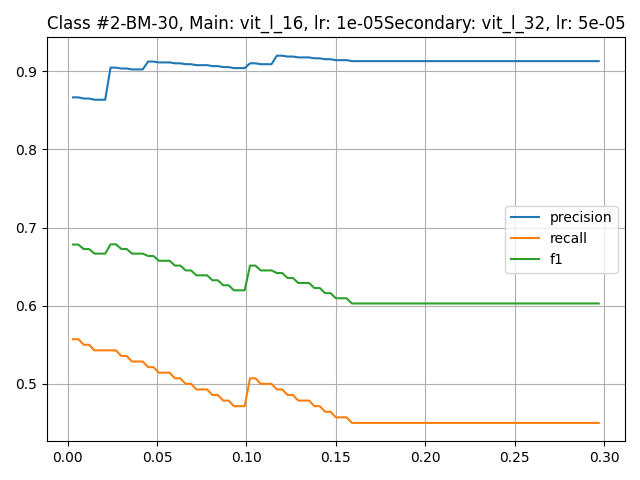 Class #2-BM-30, Main: vit_l_16, lr: 1e-05Secondary: vit_l_32, lr: 5e-05
0.9
0.8
0.7
0.6
0.5
precision
recall
f1
0.00 0.05 0.10 0.15 0.20 0.25 0.30